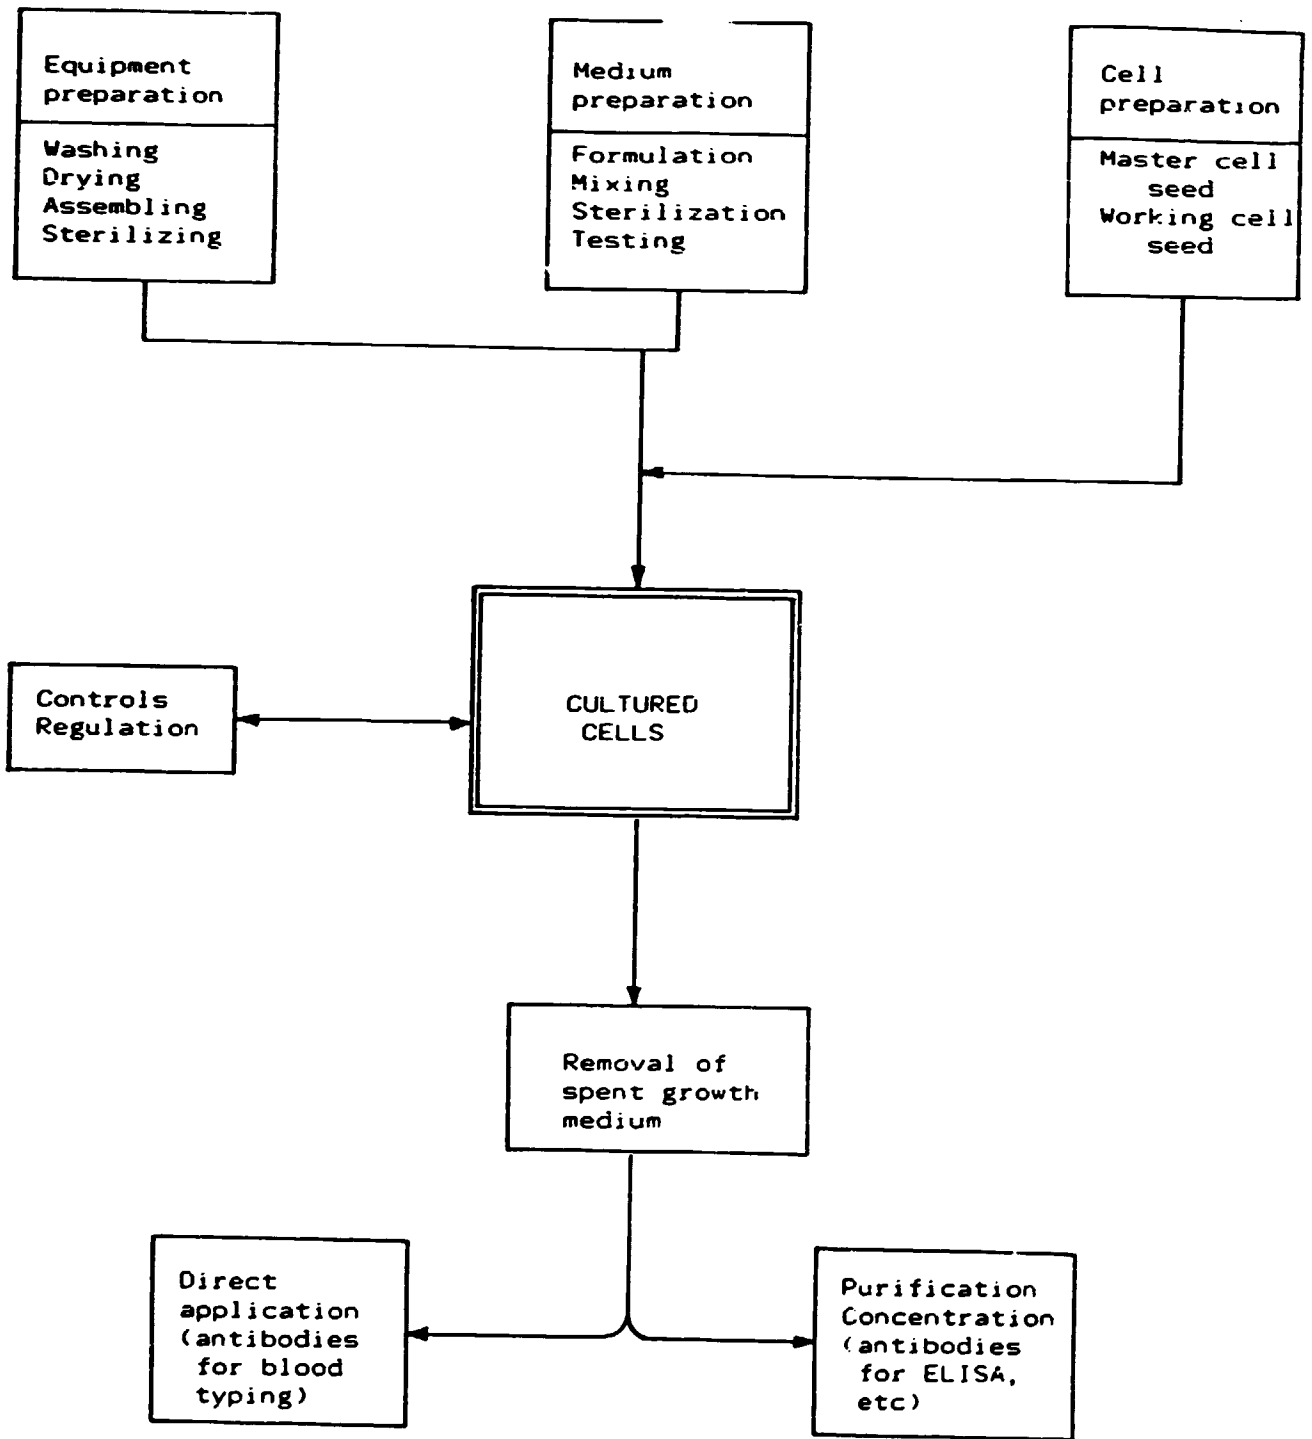 Equipment
preparation
Washing
Drying
Assembling
Sterilizing
Medium
preparation
Formulation
Mixing
Sterilization
Testing
Cell
preparation
Master cell
seed
Working cell
seed
Controls
Regulation
CULTURED
CELLS
Removal of
spent growth
medium
Direct
application
(antibodies
for blood
typing)
Purification
Concentration
(antibodies
for ELISA,
etc)